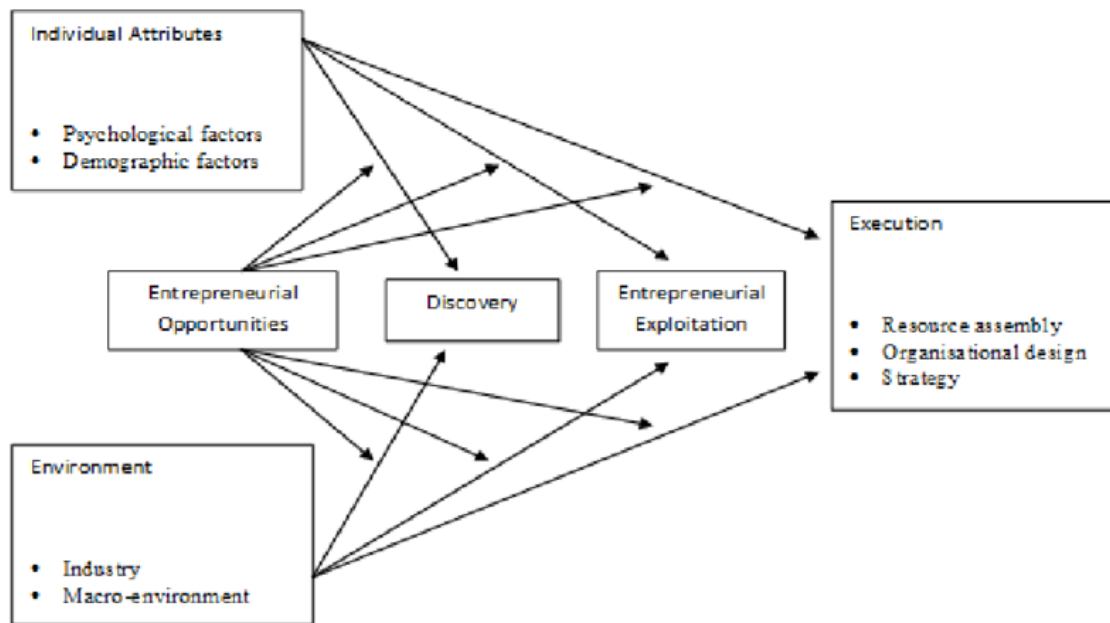 Individual Attributes
• Psychological factors
• Demographic factors
Execution
• Resource assembly
• Organisational design
• Strategy
Entrepreneurial
Opportunities
Discovery
Entrepreneurial
Exploitation
Environment
• Industry
• Macro-environment